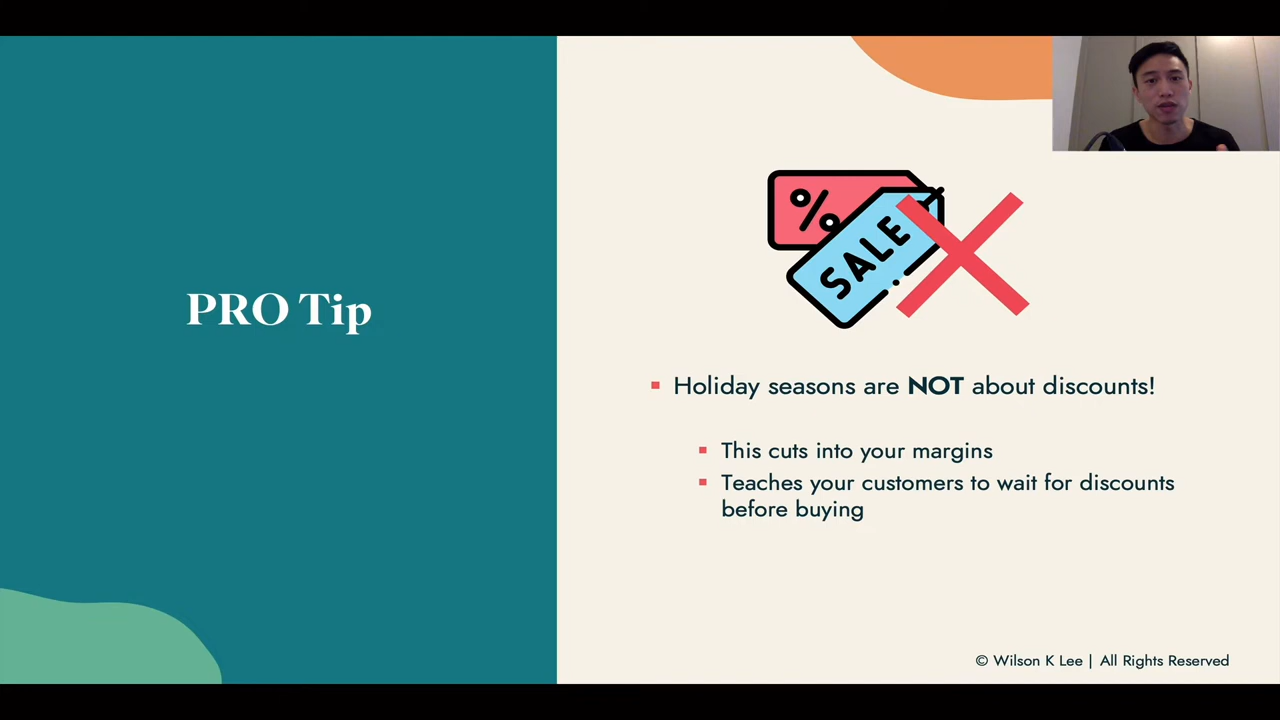 %
SALE
PRO Tip
Holiday seasons are NOT about discounts!
This cuts into your margins
Teaches your customers to wait for discounts
before buying
© Wilson K Lee | All Rights Reserved